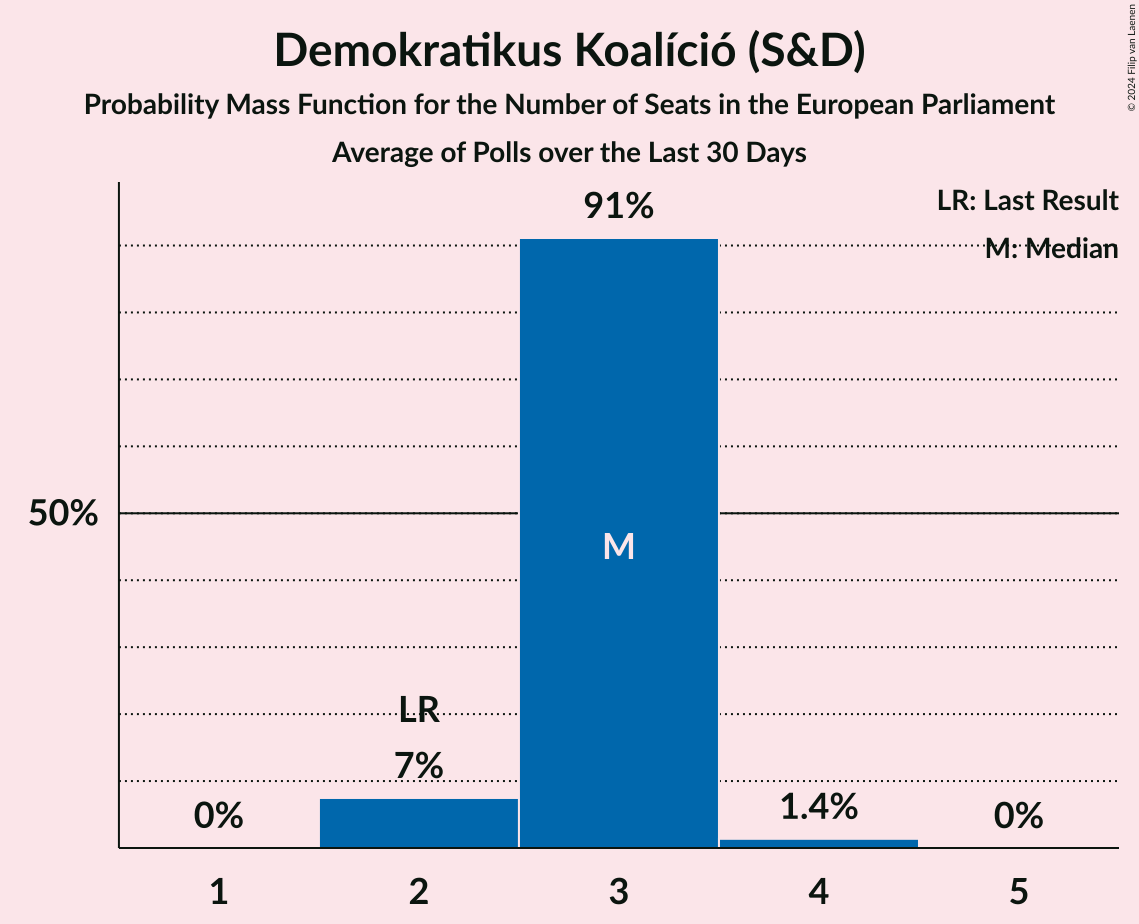 Demokratikus Koalíció (S&D)
Probability Mass Function for the Number of Seats in the European Parliament
Average of Polls over the Last 30 Days
© 2024 Filip van Laenen
LR: Last Result
M: Median
91%
50%
M
LR
7%
0%
1.4%
0%
1 2 3 4 5